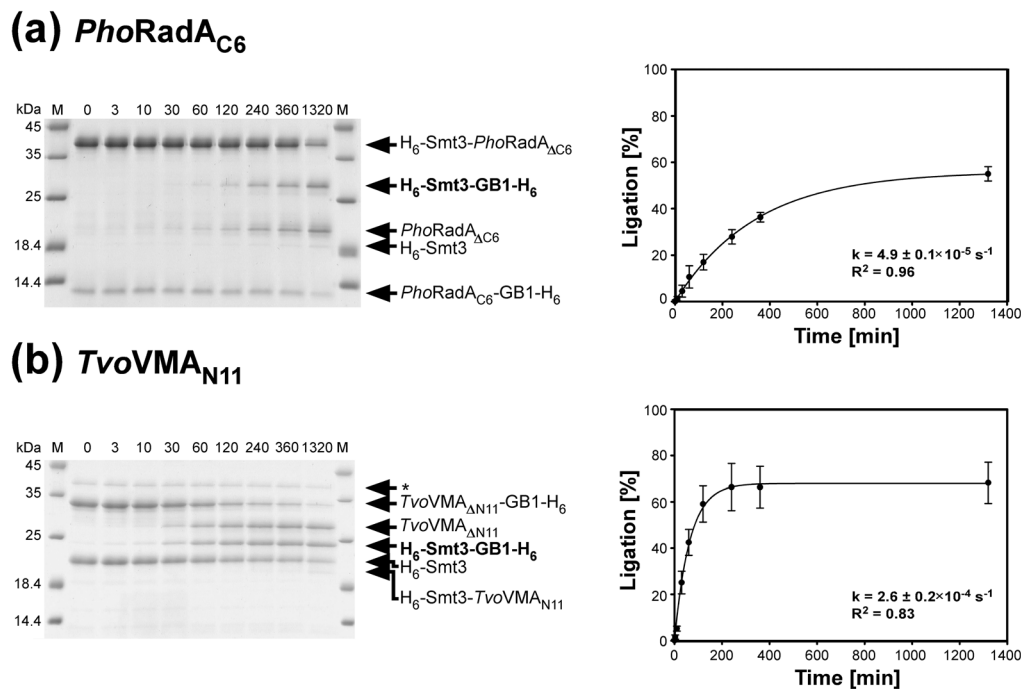 (a) PhoRadA_C6
kDa M 0 3 10 30 60 120 240 360 1320 M
45
35
25
18.4
14.4
H6-Smt3-PhoRadAΔC6
H6-Smt3-GB1-H6
PhoRadAΔC6
H6-Smt3
PhoRadAC6-GB1-H6
Ligation [%]
100
80
60
40
20
0
k = 4.9 ± 0.1×10-5 s-1
R2 = 0.96
0 200 400 600 800 1000 1200 1400
Time [min]
(b) TvoVMAN11
kDa M 0 3 10 30 60 120 240 360 1320 M
45
35
25
18.4
14.4
*
TvoVMAΔN11-GB1-H6
TvoVMAΔN11
H6-Smt3-GB1-H6
H6-Smt3
H6-Smt3-TvoVMAN11
Ligation [%]
100
80
60
40
20
0
k = 2.6 ± 0.2×10-4 s-1
R2 = 0.83
0 200 400 600 800 1000 1200 1400
Time [min]